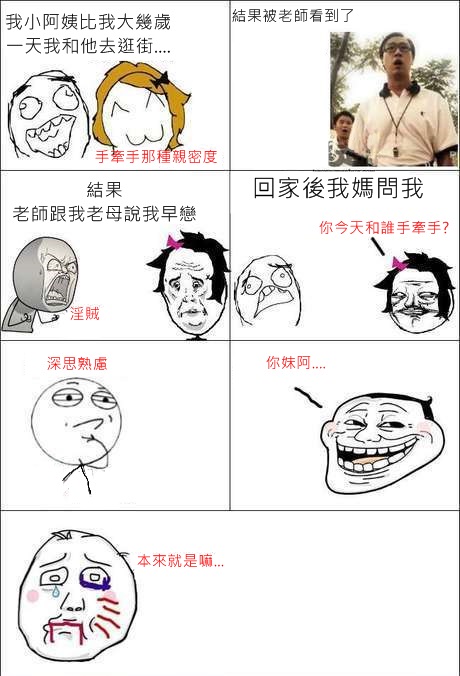 我小阿姨比我大幾歲
一天我和他去逛街....
手牽手那種親密度
結果被老師看到了
結果
老師跟我老母說我早戀
淫賊
回家後我媽問我
你今天和誰手牽手?
深思熟慮
你妹阿....
本來就是嘛...